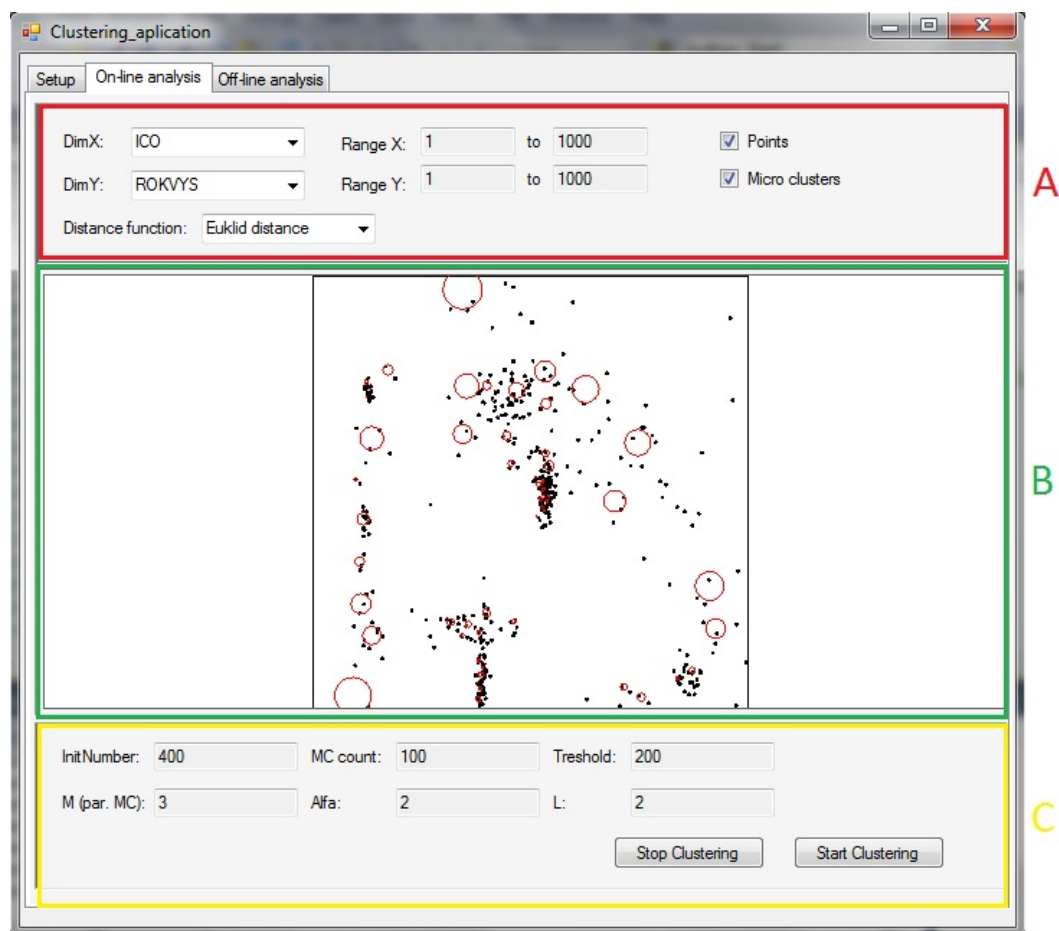 Clustering_aplication
Setup On-line analysis Off-line analysis
DimX: ICO Range X: 1 to 1000 Points
DimY: ROKVYS Range Y: 1 to 1000 Micro clusters
Distance function: Euklid distance
A
B
InitNumber: 400 MC count: 100 Treshold: 200
M (par. MC): 3 Alfa: 2 L: 2
C
Stop Clustering Start Clustering